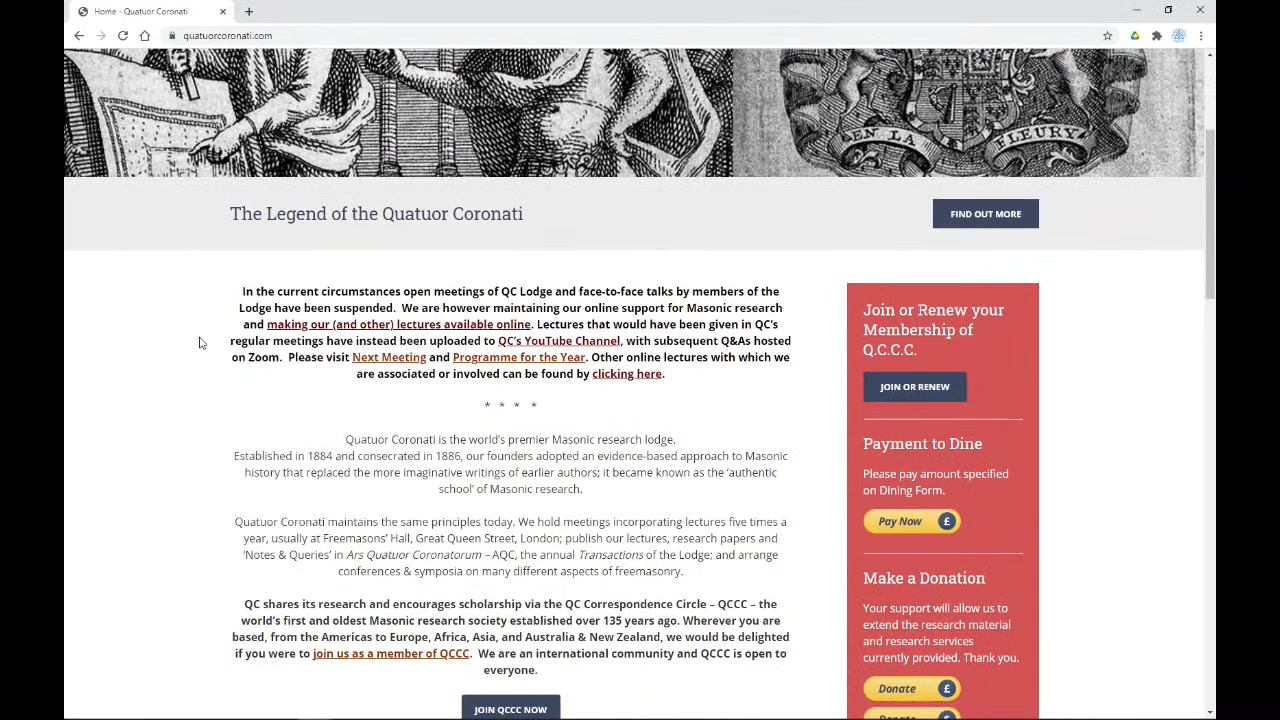 Home - Quatuor Coronati
quatuorcoronati.com
EN LA FLEURY
The Legend of the Quatuor Coronati
FIND OUT MORE
In the current circumstances open meetings of QC Lodge and face-to-face talks by members of the
Lodge have been suspended.  We are however maintaining our online support for Masonic research
and making our (and other) lectures available online. Lectures that would have been given in QC's
regular meetings have instead been uploaded to QC's YouTube Channel, with subsequent Q&As hosted
on Zoom.  Please visit Next Meeting and Programme for the Year. Other online lectures with which we
are associated or involved can be found by clicking here.
* * * *
Quatuor Coronati is the world's premier Masonic research lodge.
Established in 1884 and consecrated in 1886, our founders adopted an evidence-based approach to Masonic
history that replaced the more imaginative writings of earlier authors; it became known as the 'authentic
school' of Masonic research.
Quatuor Coronati maintains the same principles today. We hold meetings incorporating lectures five times a
year, usually at Freemasons' Hall, Great Queen Street, London; publish our lectures, research papers and
'Notes & Queries' in Ars Quatuor Coronatorum – AQC, the annual Transactions of the Lodge; and arrange
conferences & symposia on many different aspects of freemasonry.
QC shares its research and encourages scholarship via the QC Correspondence Circle – QCCC – the
world's first and oldest Masonic research society established over 135 years ago. Wherever you are
based, from the Americas to Europe, Africa, Asia, and Australia & New Zealand, we would be delighted
if you were to join us as a member of QCCC.  We are an international community and QCCC is open to
everyone.
JOIN QCCC NOW
Join or Renew your
Membership of
Q.C.C.C.
JOIN OR RENEW
Payment to Dine
Please pay amount specified
on Dining Form.
Pay Now £
Make a Donation
Your support will allow us to
extend the research material
and research services
currently provided. Thank you.
Donate £
Donate